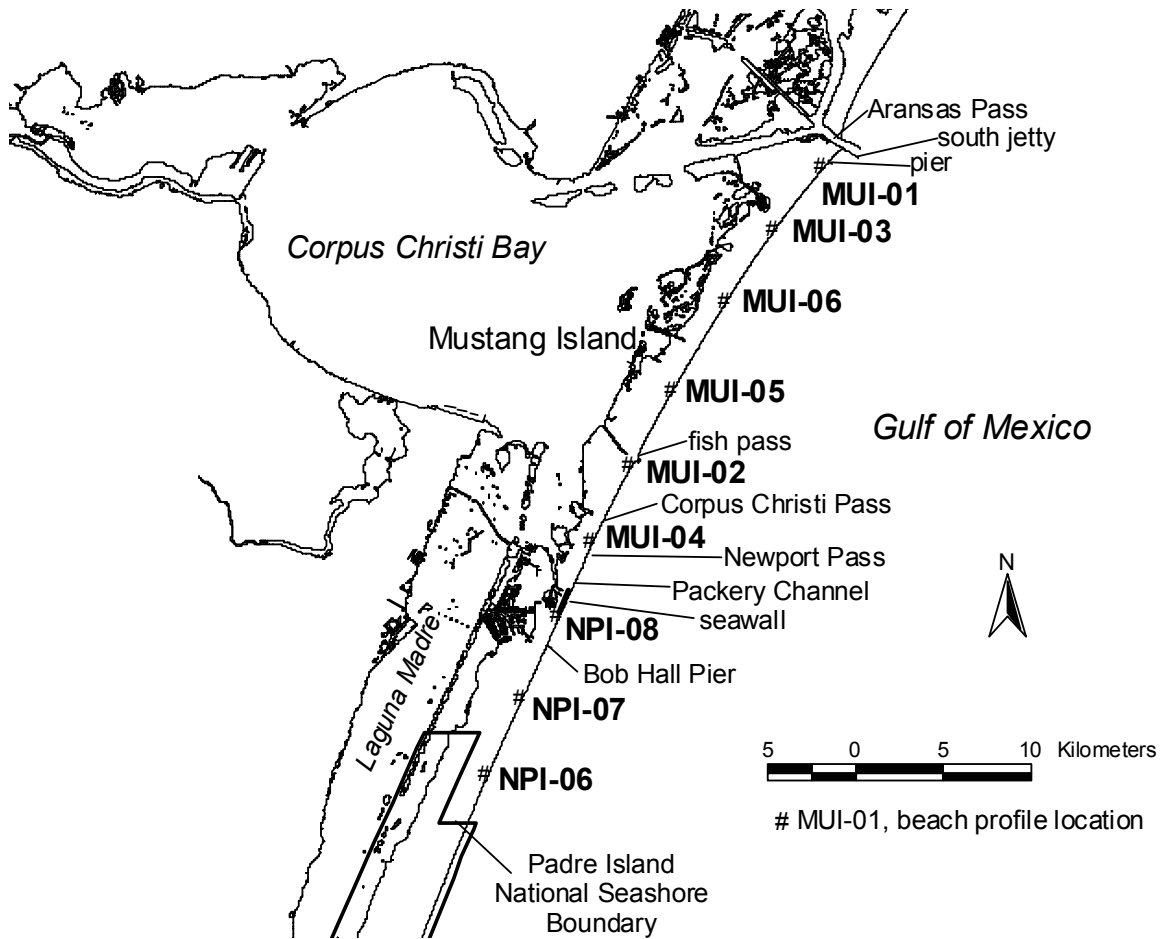 Aransas Pass
south jetty
pier
# MUI-01
# MUI-03
Corpus Christi Bay
# MUI-06
Mustang Island
# MUI-05
Gulf of Mexico
fish pass
# MUI-02
Corpus Christi Pass
# MUI-04
Newport Pass
N
Packery Channel
seawall
# NPI-08
Bob Hall Pier
Laguna Madre
# NPI-07
5 0 5 10 Kilometers
# NPI-06
# MUI-01, beach profile location
Padre Island
National Seashore
Boundary